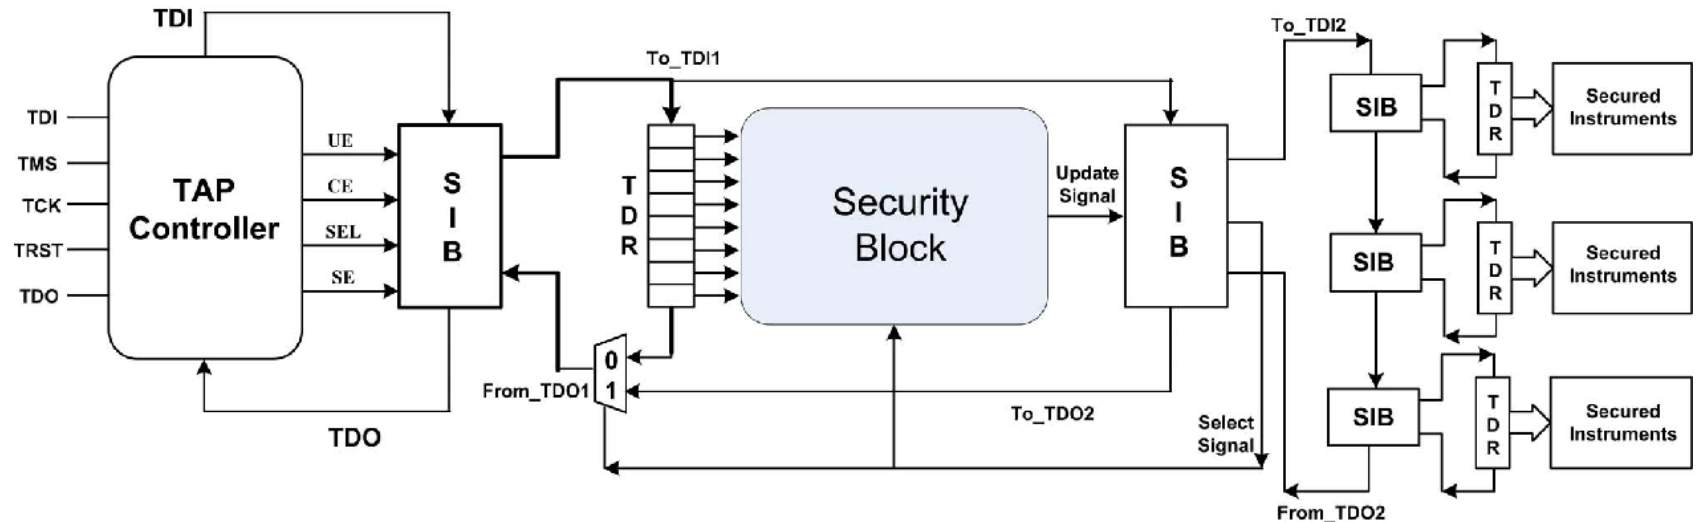 TDI
TDI
TMS
TCK
TRST
TDO
TAP
Controller
UE
CE
SEL
SE
S
I
B
TDO
To_TDI1
T
D
R
0
1
From_TDO1
Security
Block
Update
Signal
S
I
B
To_TDO2
Select
Signal
To_TDI2
SIB
T
D
R
Secured
Instruments
SIB
T
D
R
Secured
Instruments
SIB
T
D
R
Secured
Instruments
From_TDO2